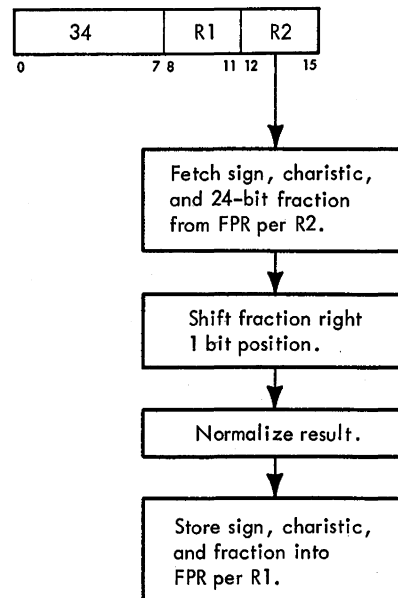 34 R1 R2
0 7 8 11 12 15
Fetch sign, charistic,
and 24-bit fraction
from FPR per R2.
Shift fraction right
1 bit position.
Normalize result.
Store sign, charistic,
and fraction into
FPR per R1.